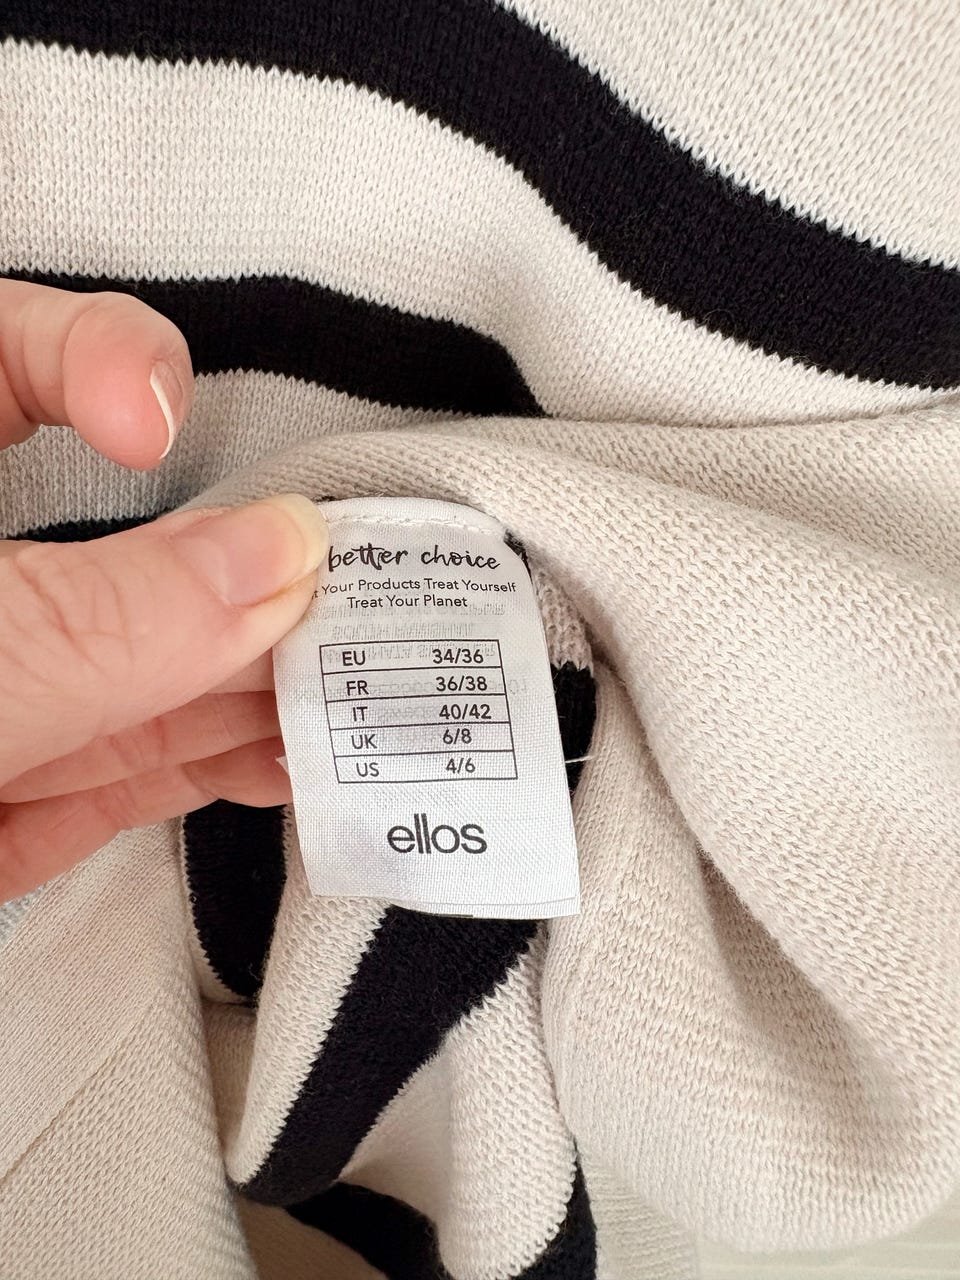 better choice
Your Products Treat Yourself
Treat Your Planet
EU 34/36
FR 36/38
IT 40/42
UK 6/8
US 4/6
ellos